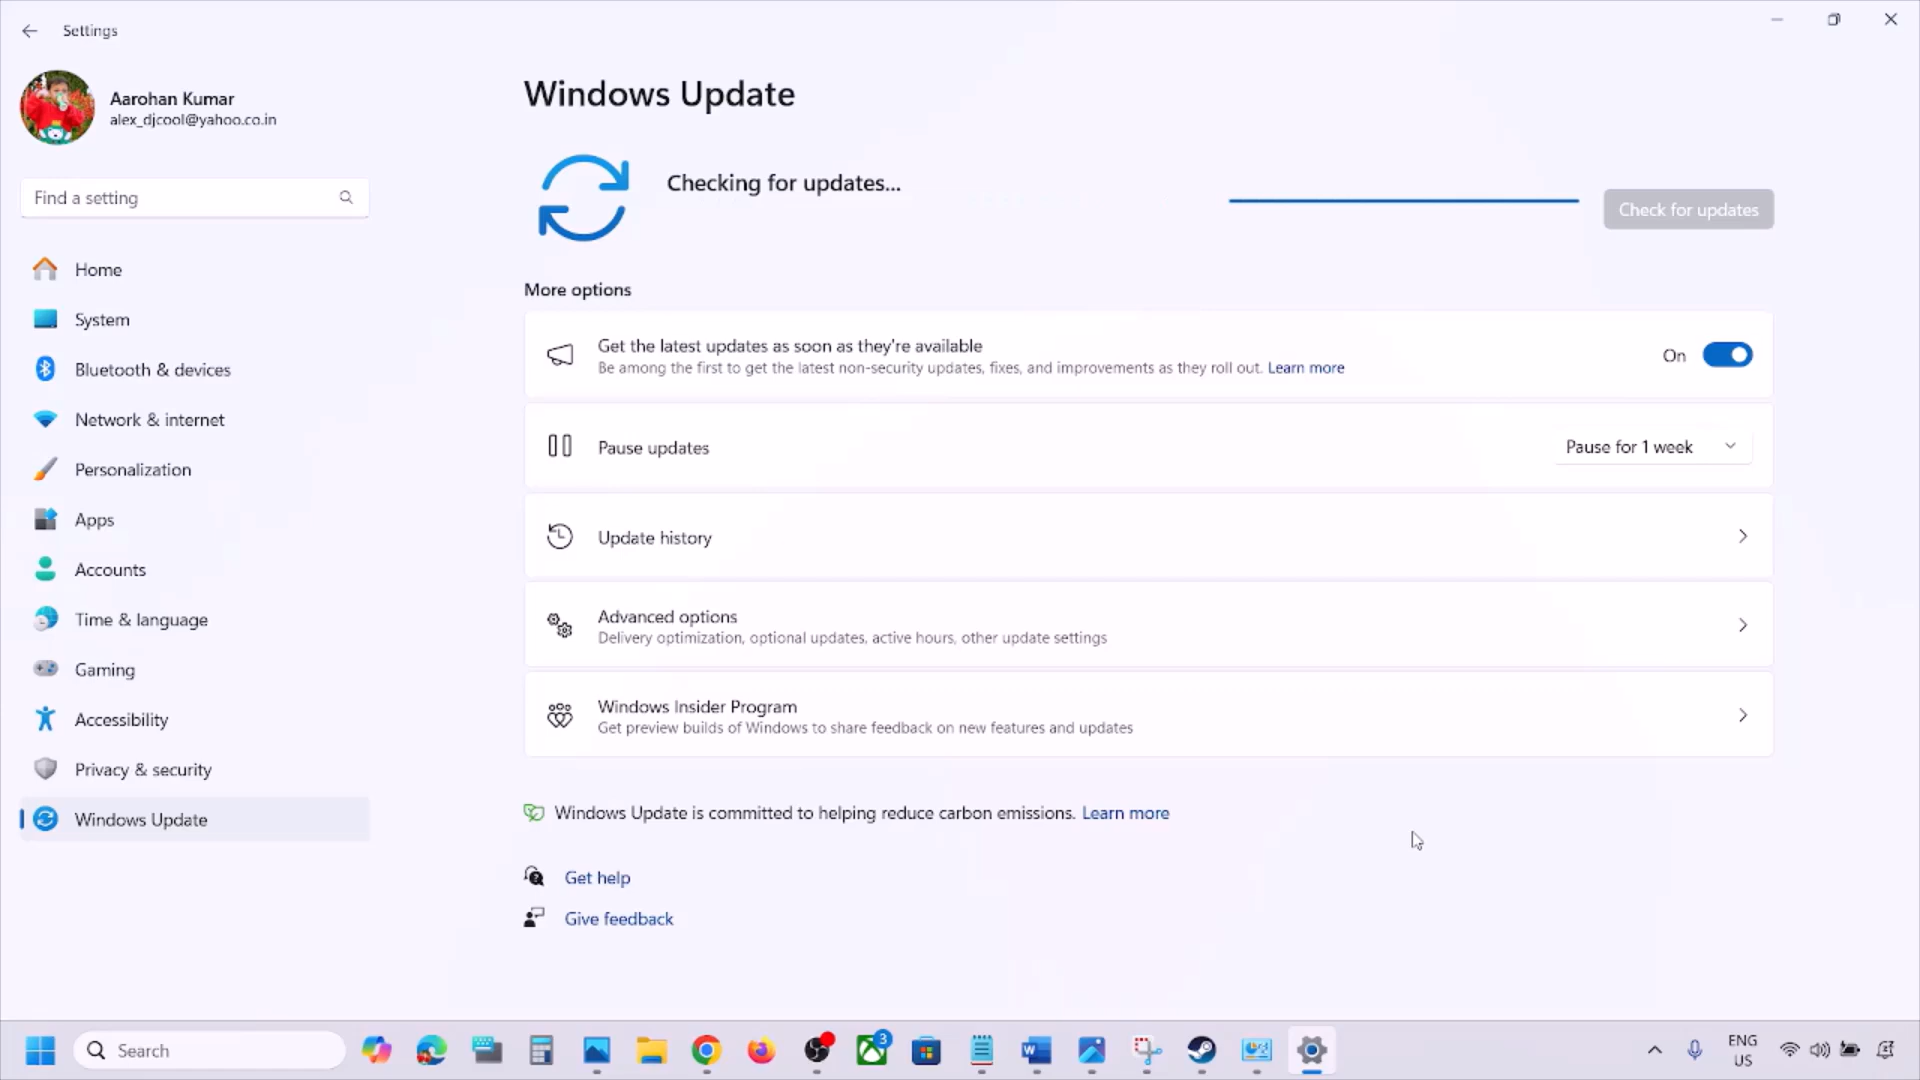 Settings
Aarohan Kumar
alex_djcool@yahoo.co.in
Find a setting
Home
System
Bluetooth & devices
Network & internet
Personalization
Apps
Accounts
Time & language
Gaming
Accessibility
Privacy & security
Windows Update
Windows Update
Checking for updates...
Check for updates
More options
Get the latest updates as soon as they're available
Be among the first to get the latest non-security updates, fixes, and improvements as they roll out. Learn more
On
Pause updates
Pause for 1 week
Update history
Advanced options
Delivery optimization, optional updates, active hours, other update settings
Windows Insider Program
Get preview builds of Windows to share feedback on new features and updates
Windows Update is committed to helping reduce carbon emissions. Learn more
Get help
Give feedback
Search
3
ENG
US